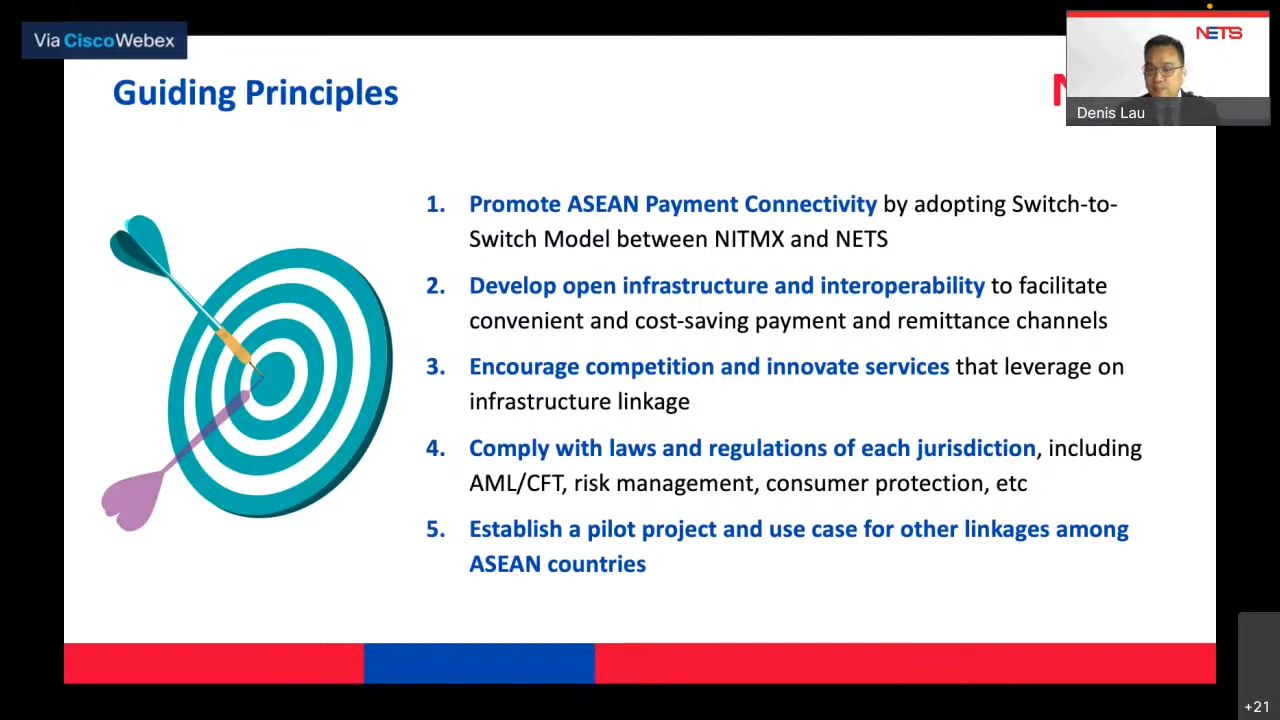 Via CiscoWebex
NETS
Guiding Principles
Denis Lau
1. Promote ASEAN Payment Connectivity by adopting Switch-to-
Switch Model between NITMX and NETS
2. Develop open infrastructure and interoperability to facilitate
convenient and cost-saving payment and remittance channels
3. Encourage competition and innovate services that leverage on
infrastructure linkage
4. Comply with laws and regulations of each jurisdiction, including
AML/CFT, risk management, consumer protection, etc
5. Establish a pilot project and use case for other linkages among
ASEAN countries
+21